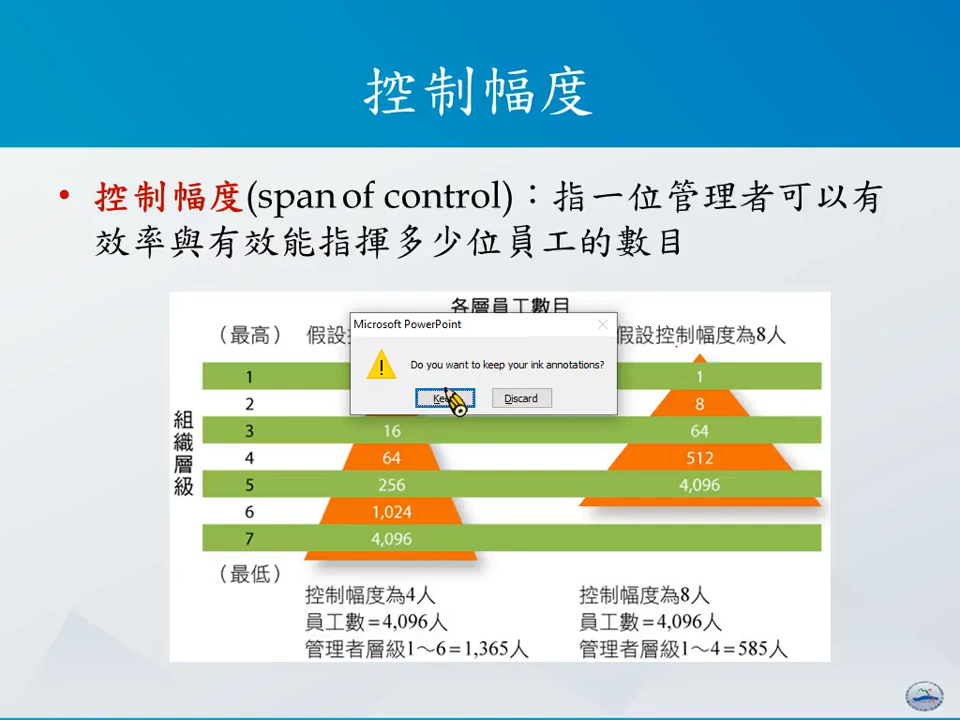 控制幅度
• 控制幅度(span of control)：指一位管理者可以有
效率與有效能指揮多少位員工的數目
各層員工數目
（最高） 假設 假設控制幅度為8人
Microsoft PowerPoint
Do you want to keep your ink annotations?
Discard
組織層級
1 1
2 8
3 16 64
4 64 512
5 256 4,096
6 1,024
7 4,096
（最低）
控制幅度為4人 控制幅度為8人
員工數＝4,096人 員工數＝4,096人
管理者層級1～6＝1,365人 管理者層級1～4＝585人